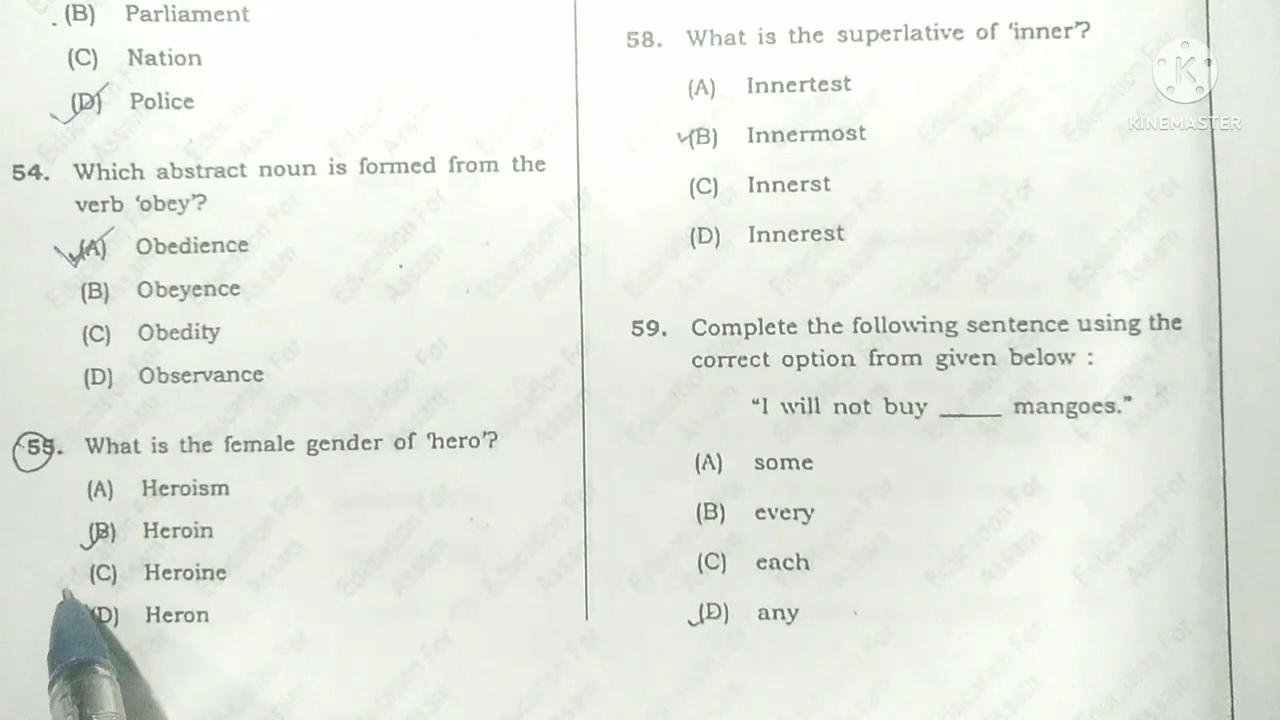 (B) Parliament
(C) Nation
(D) Police
54. Which abstract noun is formed from the
verb 'obey'?
(A) Obedience
(B) Obeyence
(C) Obedity
(D) Observance
55. What is the female gender of 'hero'?
(A) Heroism
(B) Heroin
(C) Heroine
(D) Heron
58. What is the superlative of 'inner'?
(A) Innertest
(B) Innermost
(C) Innerst
(D) Innerest
59. Complete the following sentence using the
correct option from given below :
"I will not buy _____ mangoes."
(A) some
(B) every
(C) each
(D) any
K
KINEMASTER
Education For
Assam